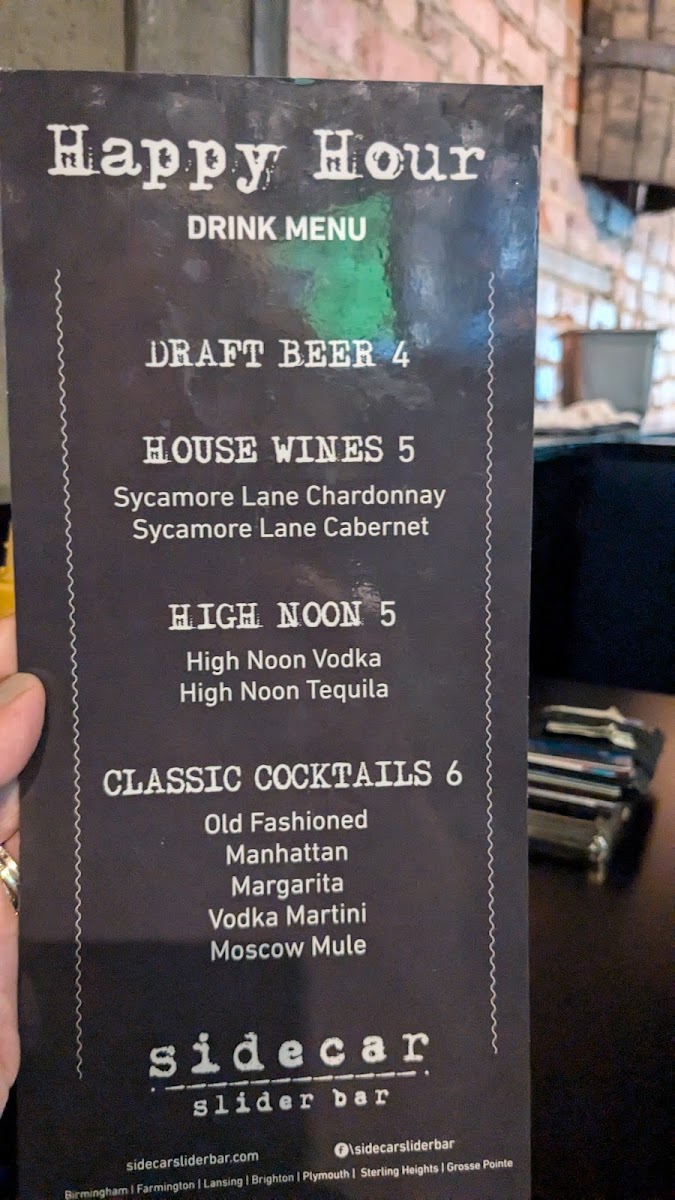 Happy Hour
DRINK MENU
DRAFT BEER 4
HOUSE WINES 5
Sycamore Lane Chardonnay
Sycamore Lane Cabernet
HIGH NOON 5
High Noon Vodka
High Noon Tequila
CLASSIC COCKTAILS 6
Old Fashioned
Manhattan
Margarita
Vodka Martini
Moscow Mule
sidecar
slider bar
sidecarsliderbar.com
f\sidecarsliderbar
Birmingham | Farmington | Lansing | Brighton | Plymouth | Sterling Heights | Grosse Pointe